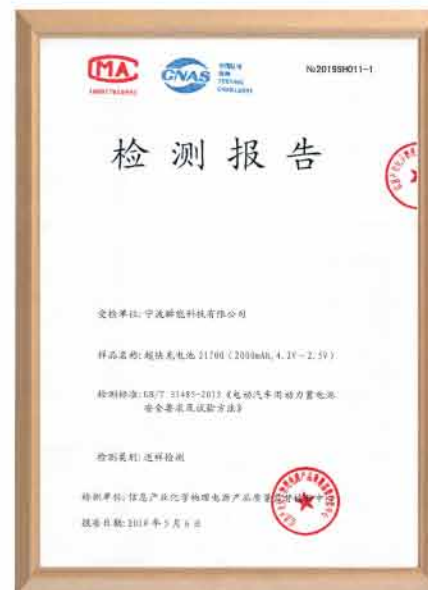 MA
CNAS
TESTING
№2019SH011-1
检测报告
受检单位:宁波麟能科技有限公司
样品名称:超快充电池 21700（2000mAh,4.2V-2.5V）
检测标准:GB/T 31485-2015《电动汽车用动力蓄电池
安全要求及试验方法》
检测类别:送样检测
检测单位:信息产业化学物理电源产品质量监督检验中心
报告日期:2019 年 5 月 6 日